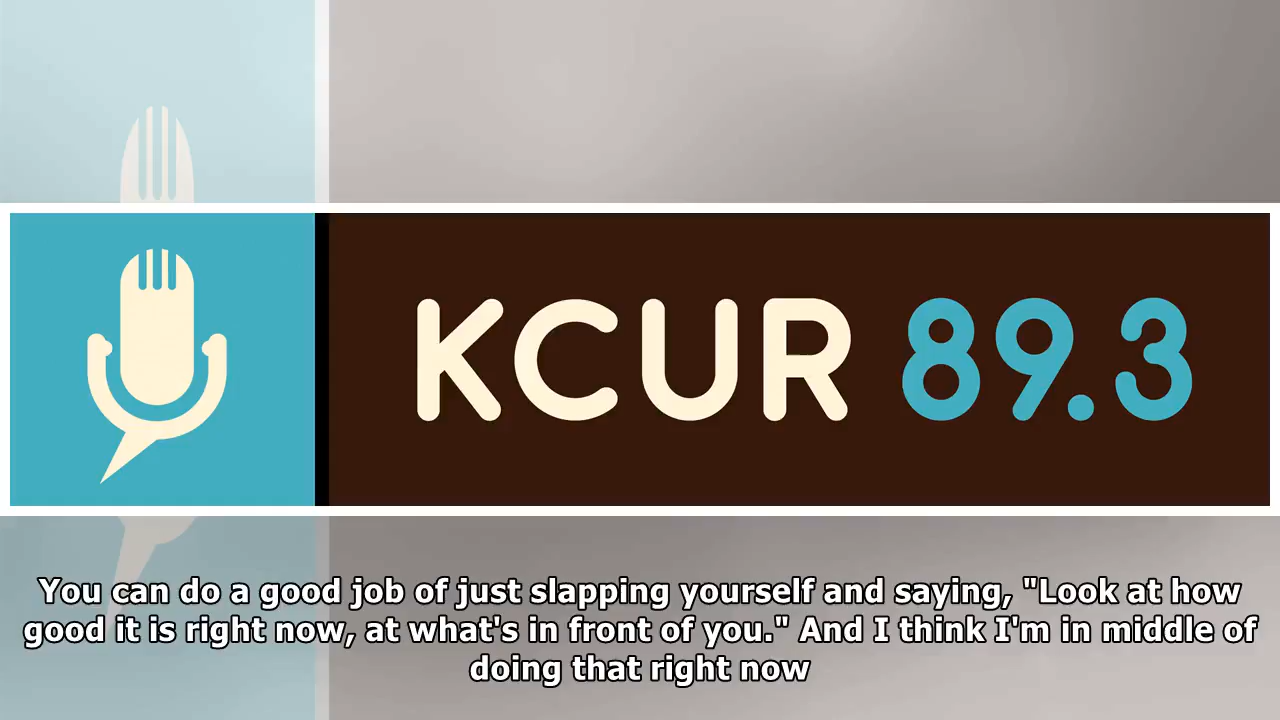 KCUR 89.3
You can do a good job of just slapping yourself and saying, "Look at how
good it is right now, at what's in front of you." And I think I'm in middle of
doing that right now